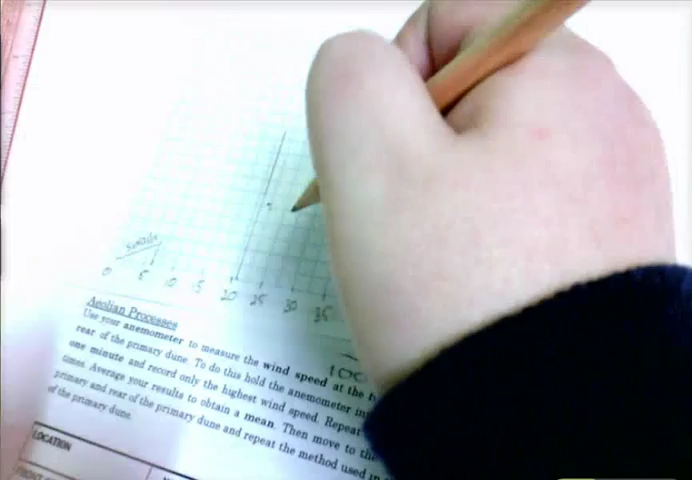 Swale
0 5 10 15 20 25 30 35
100
Aeolian Processes
Use your anemometer to measure the wind speed at the
rear of the primary dune. To do this hold the anemometer
one minute and record only the highest wind speed. Repeat
times. Average your results to obtain a mean. Then move to the
primary and rear of the primary dune and repeat the method used in
of the primary dune.
LOCATION